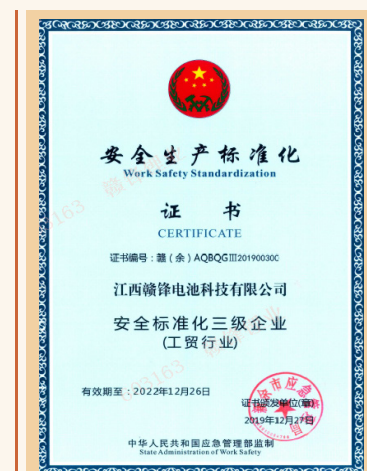 安全生产标准化
Work Safety Standardization
证 书
CERTIFICATE
证书编号：赣（余）AQBQGⅢ20190030C
江西赣锋电池科技有限公司
安全标准化三级企业
(工贸行业)
有效期至：2022年12月26日
证书颁发单位(章)
2019年12月27日
中华人民共和国应急管理部监制
State Administration of Work Safety